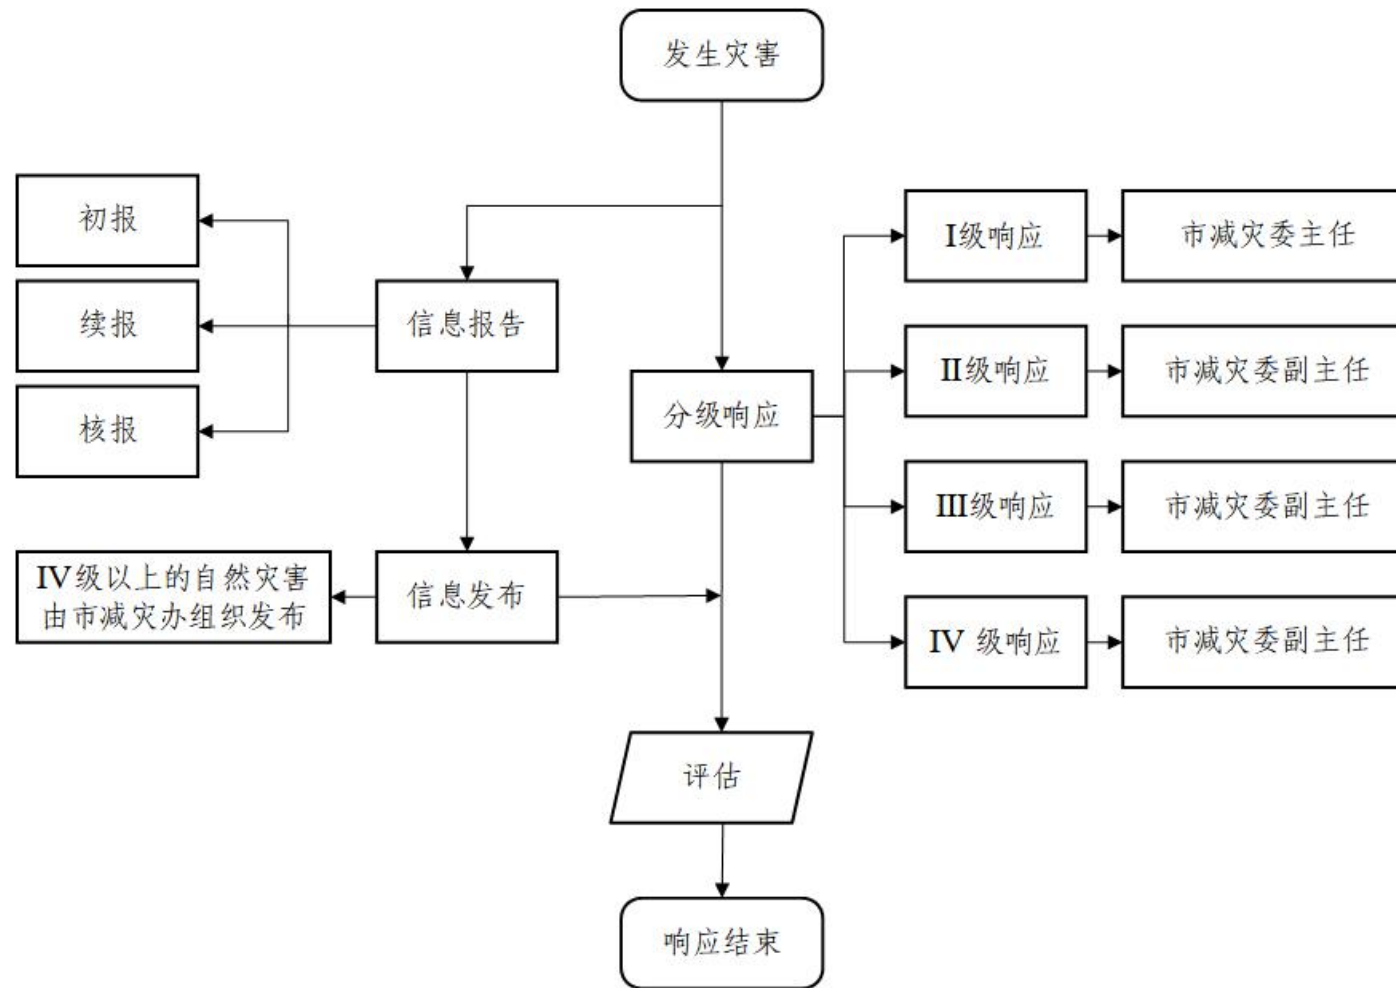 发生灾害
初报
续报
核报
信息报告
IV级以上的自然灾害
由市减灾办组织发布
信息发布
分级响应
I级响应
市减灾委主任
II级响应
市减灾委副主任
III级响应
市减灾委副主任
IV 级响应
市减灾委副主任
评估
响应结束